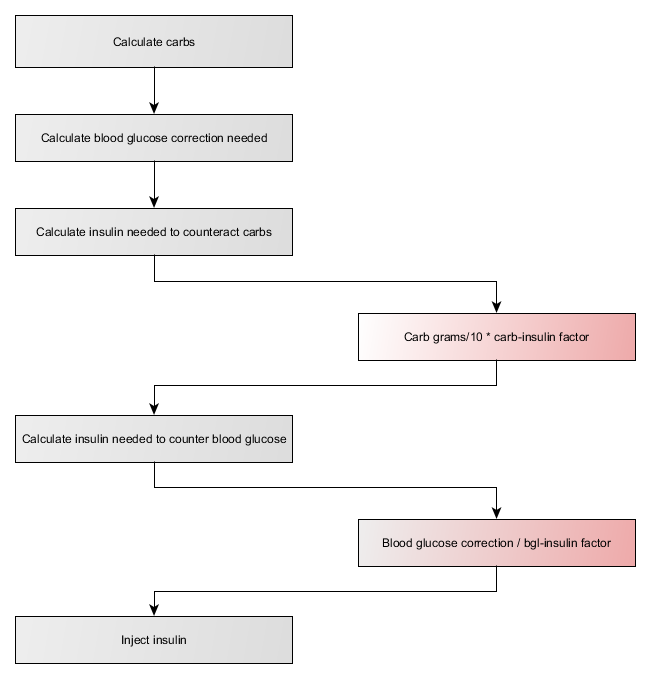 Calculate carbs
Calculate blood glucose correction needed
Calculate insulin needed to counteract carbs
Carb grams/10 * carb-insulin factor
Calculate insulin needed to counter blood glucose
Blood glucose correction / bgl-insulin factor
Inject insulin